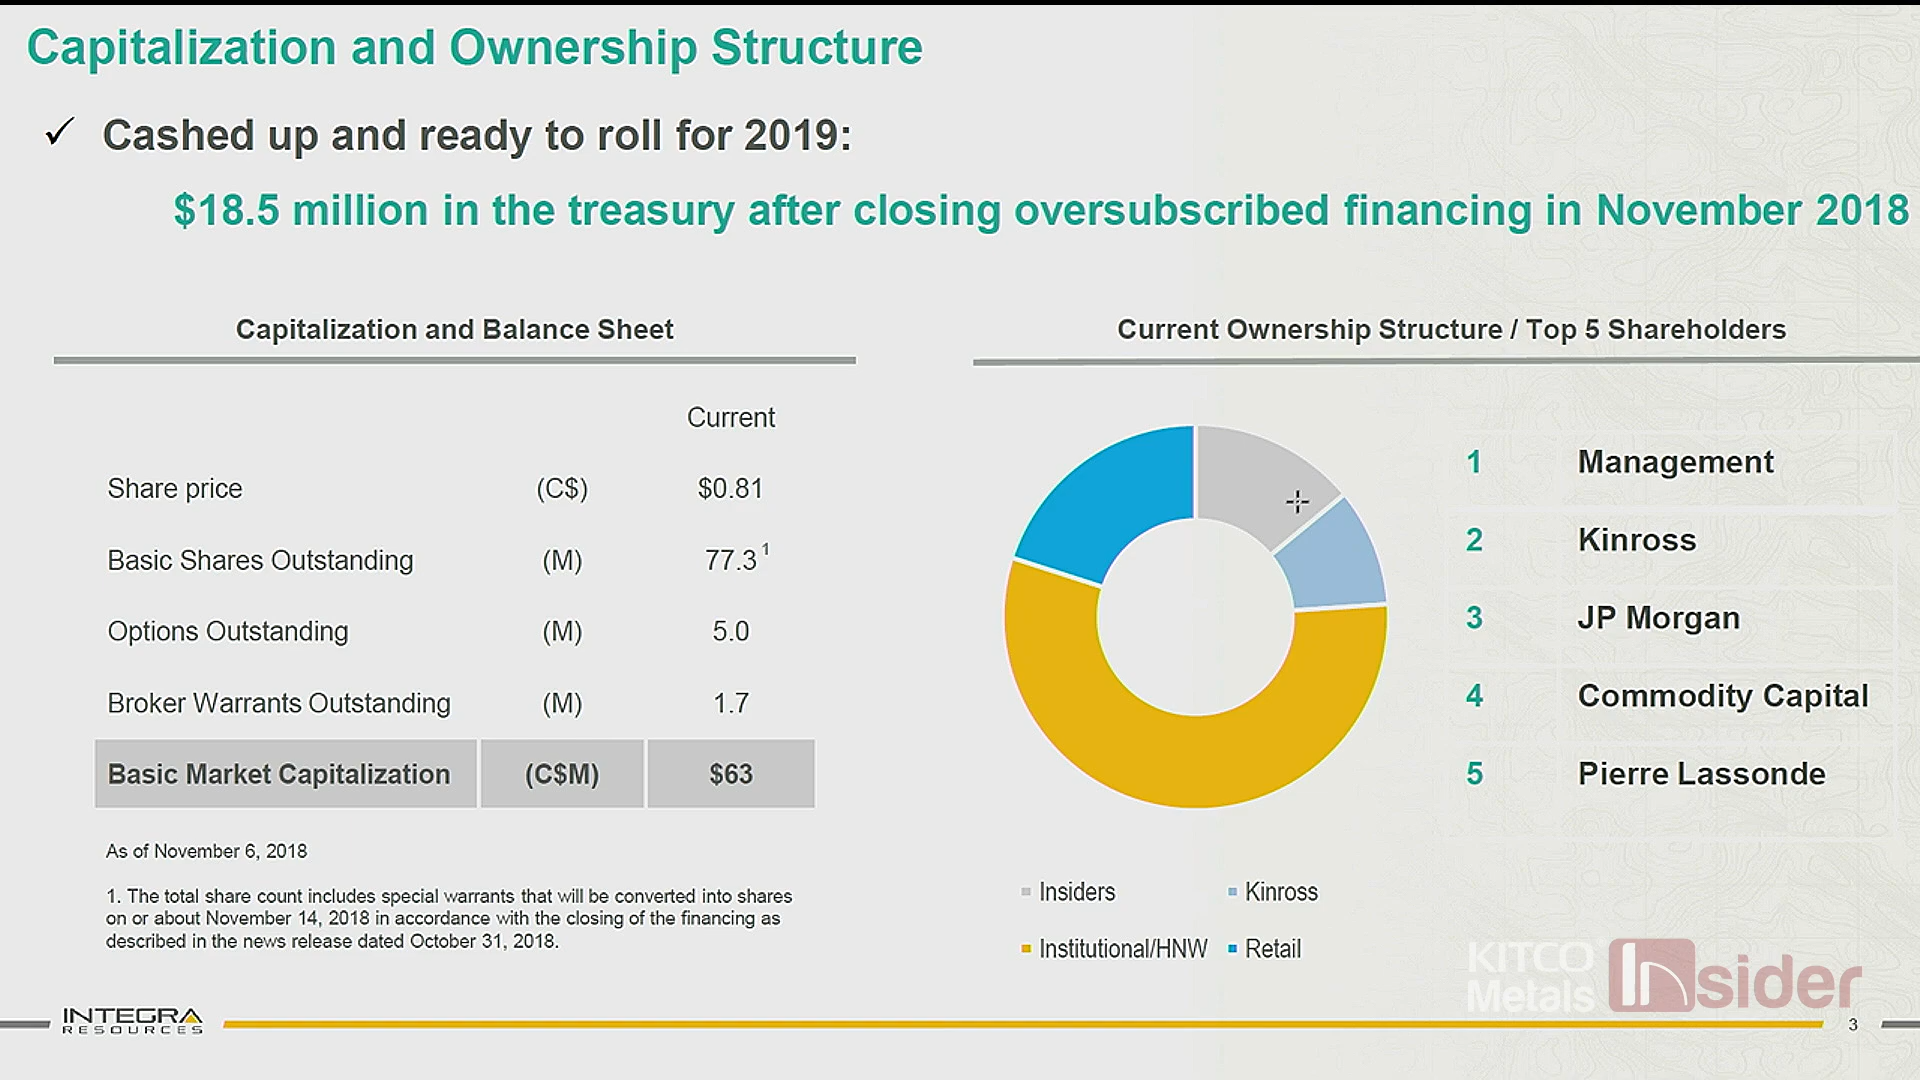 Capitalization and Ownership Structure
✓ Cashed up and ready to roll for 2019:
$18.5 million in the treasury after closing oversubscribed financing in November 2018
Capitalization and Balance Sheet
Current
Share price (C$) $0.81
Basic Shares Outstanding (M) 77.3 1
Options Outstanding (M) 5.0
Broker Warrants Outstanding (M) 1.7
Basic Market Capitalization (C$M) $63
As of November 6, 2018
1. The total share count includes special warrants that will be converted into shares
on or about November 14, 2018 in accordance with the closing of the financing as
described in the news release dated October 31, 2018.
Current Ownership Structure / Top 5 Shareholders
1 Management
2 Kinross
3 JP Morgan
4 Commodity Capital
5 Pierre Lassonde
Insiders Kinross
Institutional/HNW Retail
KITCO
Metals Insider
INTEGRA
RESOURCES
3